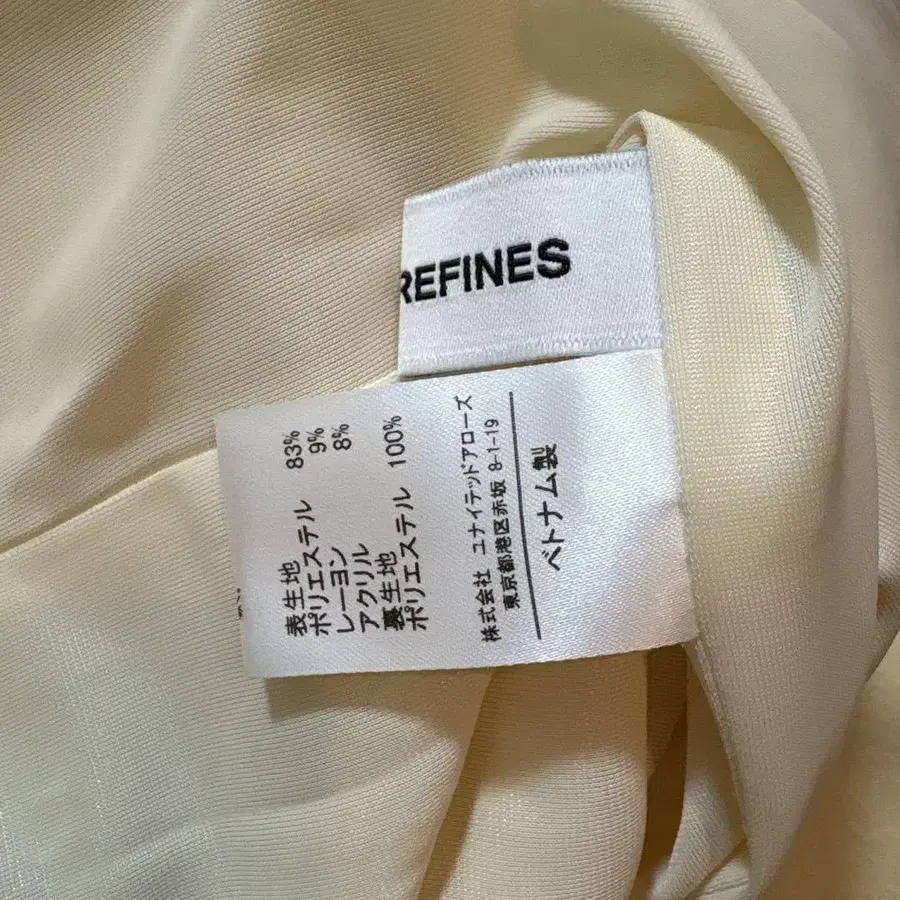 REFINES
表生地
ポリエステル 83%
レーヨン 9%
アクリル 8%
裏生地
ポリエステル 100%
株式会社 ユナイテッドアローズ
東京都港区赤坂 8-1-19
ベトナム製